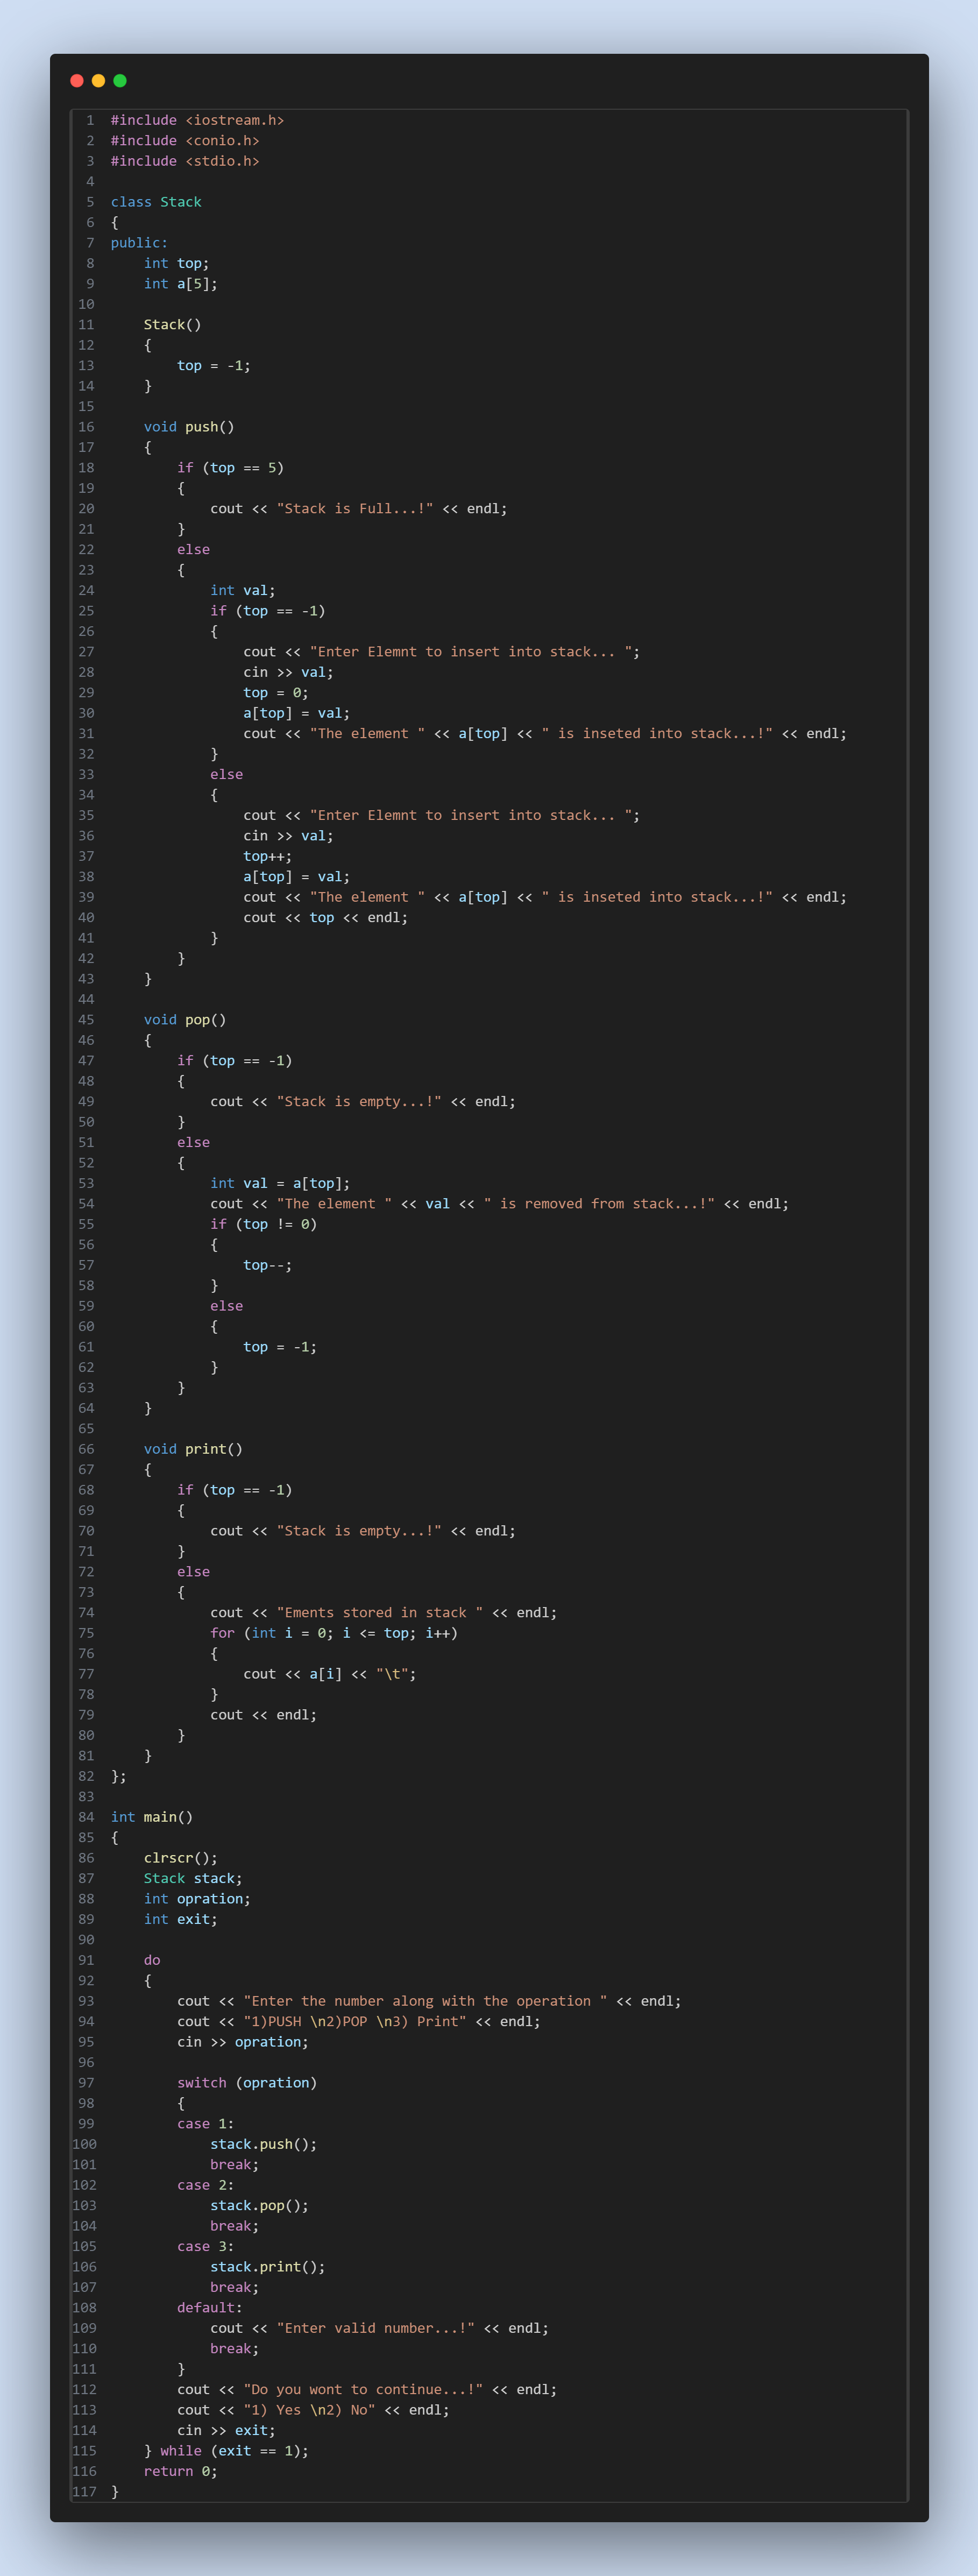 1 #include <iostream.h>
2 #include <conio.h>
3 #include <stdio.h>
4
5 class Stack
6 {
7 public:
8     int top;
9     int a[5];
10
11     Stack()
12     {
13         top = -1;
14     }
15
16     void push()
17     {
18         if (top == 5)
19         {
20             cout << "Stack is Full...!" << endl;
21         }
22         else
23         {
24             int val;
25             if (top == -1)
26             {
27                 cout << "Enter Elemnt to insert into stack... ";
28                 cin >> val;
29                 top = 0;
30                 a[top] = val;
31                 cout << "The element " << a[top] << " is inseted into stack...!" << endl;
32             }
33             else
34             {
35                 cout << "Enter Elemnt to insert into stack... ";
36                 cin >> val;
37                 top++;
38                 a[top] = val;
39                 cout << "The element " << a[top] << " is inseted into stack...!" << endl;
40                 cout << top << endl;
41             }
42         }
43     }
44
45     void pop()
46     {
47         if (top == -1)
48         {
49             cout << "Stack is empty...!" << endl;
50         }
51         else
52         {
53             int val = a[top];
54             cout << "The element " << val << " is removed from stack...!" << endl;
55             if (top != 0)
56             {
57                 top--;
58             }
59             else
60             {
61                 top = -1;
62             }
63         }
64     }
65
66     void print()
67     {
68         if (top == -1)
69         {
70             cout << "Stack is empty...!" << endl;
71         }
72         else
73         {
74             cout << "Ements stored in stack " << endl;
75             for (int i = 0; i <= top; i++)
76             {
77                 cout << a[i] << "\t";
78             }
79             cout << endl;
80         }
81     }
82 };
83
84 int main()
85 {
86     clrscr();
87     Stack stack;
88     int opration;
89     int exit;
90
91     do
92     {
93         cout << "Enter the number along with the operation " << endl;
94         cout << "1)PUSH \n2)POP \n3) Print" << endl;
95         cin >> opration;
96
97         switch (opration)
98         {
99         case 1:
100             stack.push();
101             break;
102         case 2:
103             stack.pop();
104             break;
105         case 3:
106             stack.print();
107             break;
108         default:
109             cout << "Enter valid number...!" << endl;
110             break;
111         }
112         cout << "Do you wont to continue...!" << endl;
113         cout << "1) Yes \n2) No" << endl;
114         cin >> exit;
115     } while (exit == 1);
116     return 0;
117 }